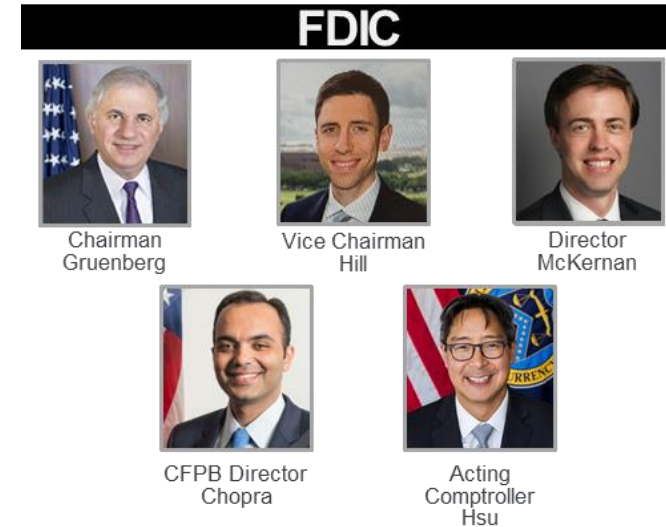 FDIC
Chairman
Gruenberg
Vice Chairman
Hill
Director
McKernan
CFPB Director
Chopra
Acting
Comptroller
Hsu